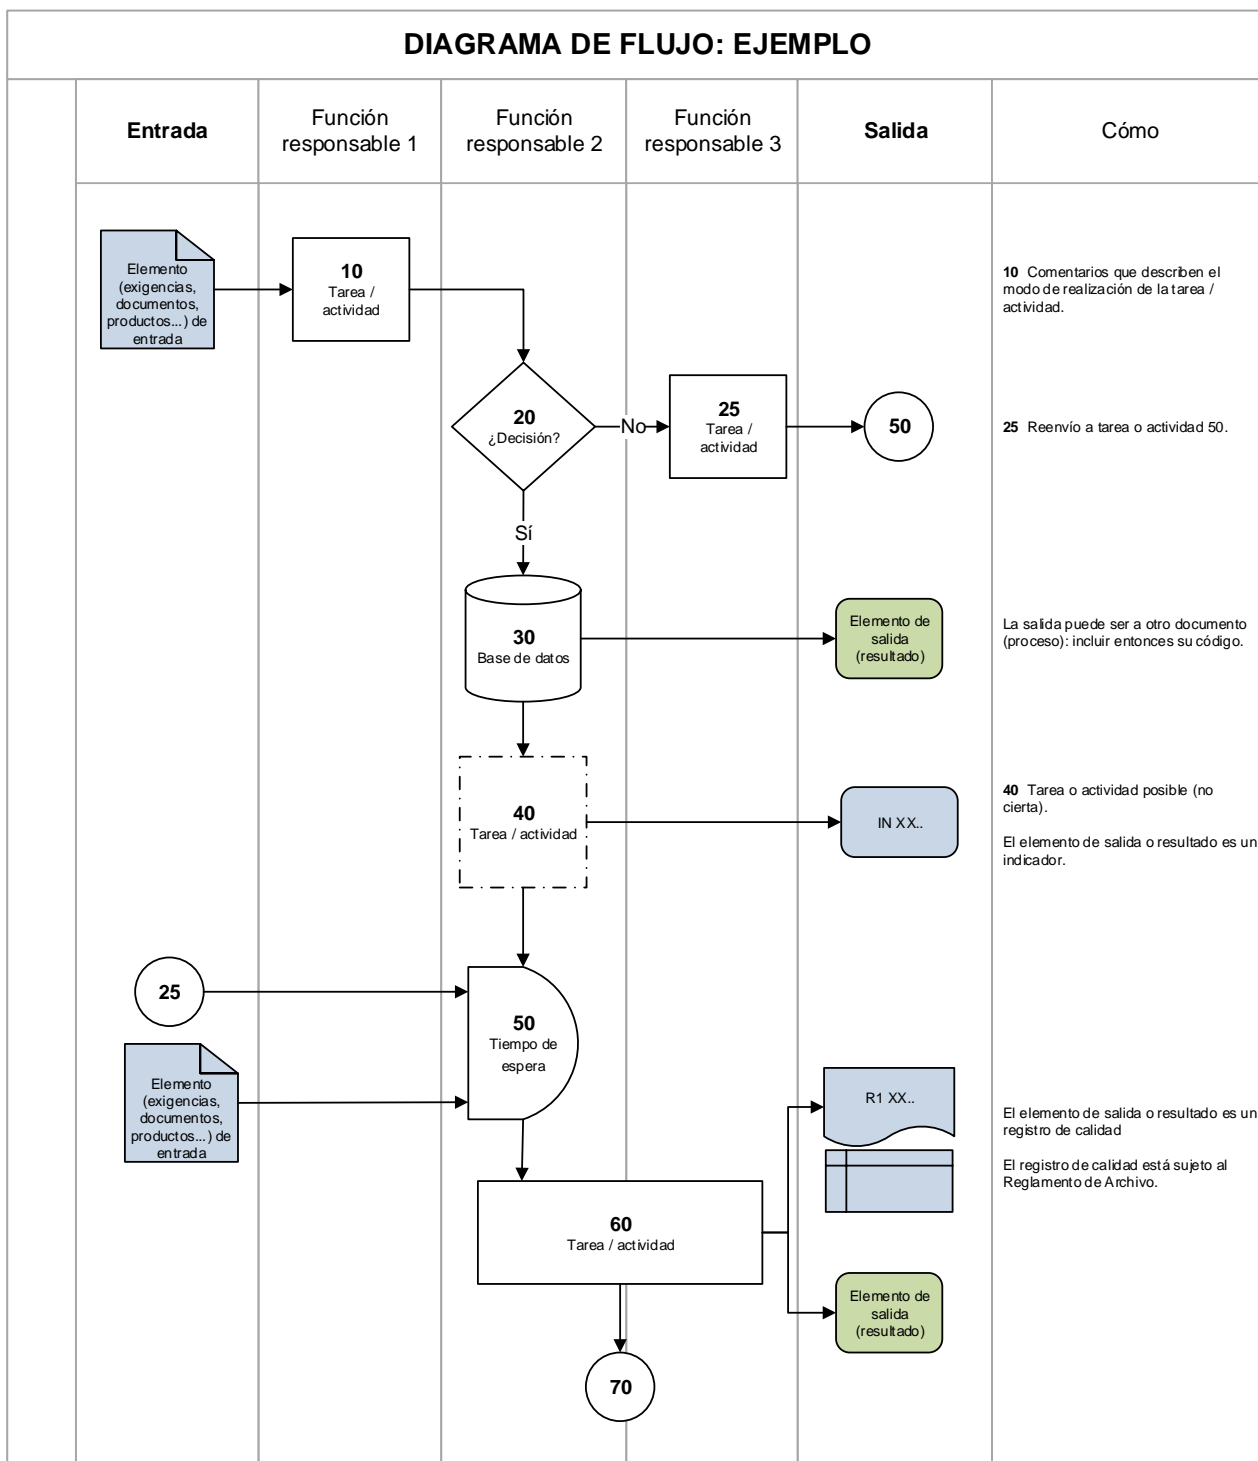 DIAGRAMA DE FLUJO: EJEMPLO
Entrada
Función
responsable 1
Función
responsable 2
Función
responsable 3
Salida
Cómo
Elemento
(exigencias,
documentos,
productos...) de
entrada
10
Tarea /
actividad
10 Comentarios que describen el
modo de realización de la tarea /
actividad.
20
¿Decisión?
No
25
Tarea /
actividad
50
25 Reenvío a tarea o actividad 50.
Sí
30
Base de datos
Elemento de
salida
(resultado)
La salida puede ser a otro documento
(proceso): incluir entonces su código.
40
Tarea / actividad
IN XX..
40 Tarea o actividad posible (no
cierta).
El elemento de salida o resultado es un
indicador.
25
50
Tiempo de
espera
Elemento
(exigencias,
documentos,
productos...) de
entrada
R1 XX..
El elemento de salida o resultado es un
registro de calidad
El registro de calidad está sujeto al
Reglamento de Archivo.
60
Tarea / actividad
Elemento de
salida
(resultado)
70